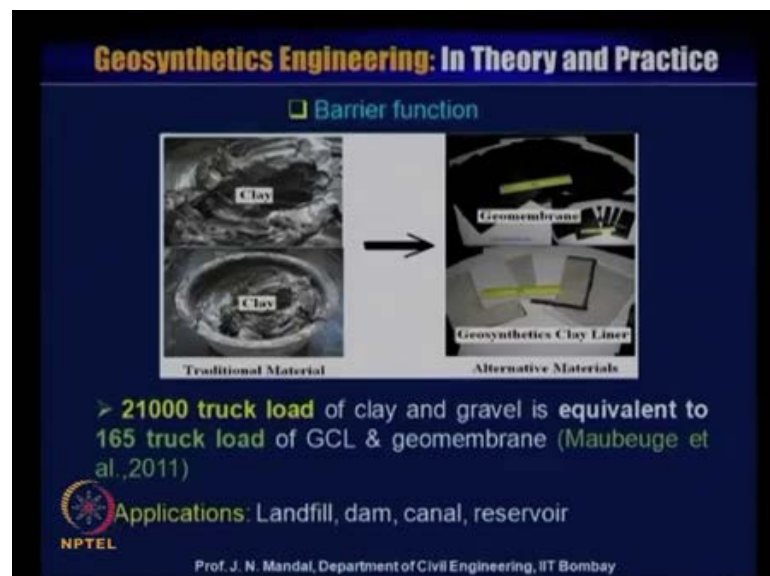 Geosynthetics Engineering: In Theory and Practice
Barrier function
Clay
Geomembrane
Clay
Geosynthetics Clay Liner
Traditional Material
Alternative Materials
➢ 21000 truck load of clay and gravel is equivalent to
165 truck load of GCL & geomembrane (Maubeuge et
al.,2011)
Applications: Landfill, dam, canal, reservoir
NPTEL
Prof. J. N. Mandal, Department of Civil Engineering, IIT Bombay